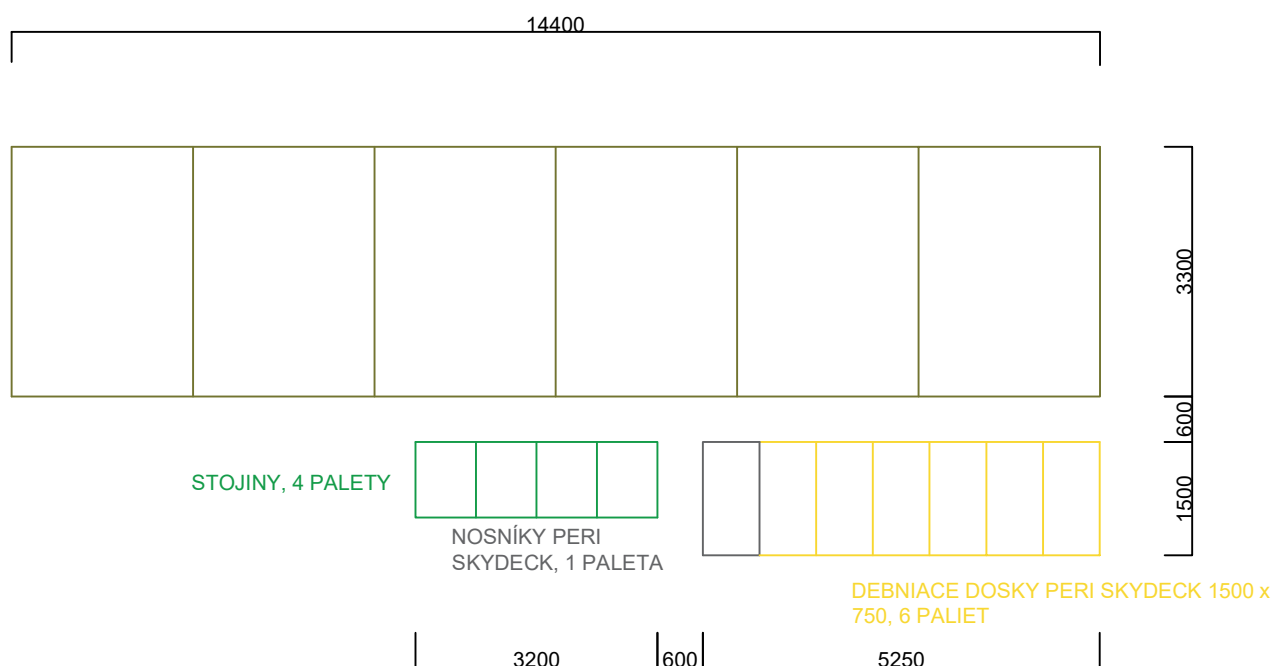 14400
3300
600
1500
STOJINY, 4 PALETY
NOSNÍKY PERI
SKYDECK, 1 PALETA
DEBNIACE DOSKY PERI SKYDECK 1500 x
750, 6 PALIET
3200
600
5250